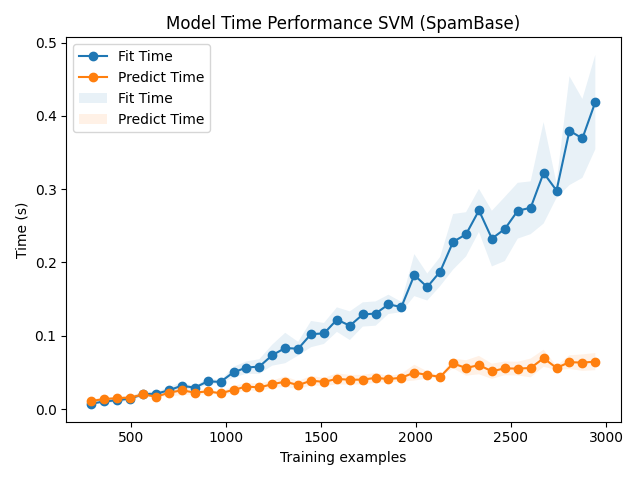 Model Time Performance SVM (SpamBase)
Fit Time
Predict Time
Fit Time
Predict Time
Time (s)
0.5
0.4
0.3
0.2
0.1
0.0
500 1000 1500 2000 2500 3000
Training examples